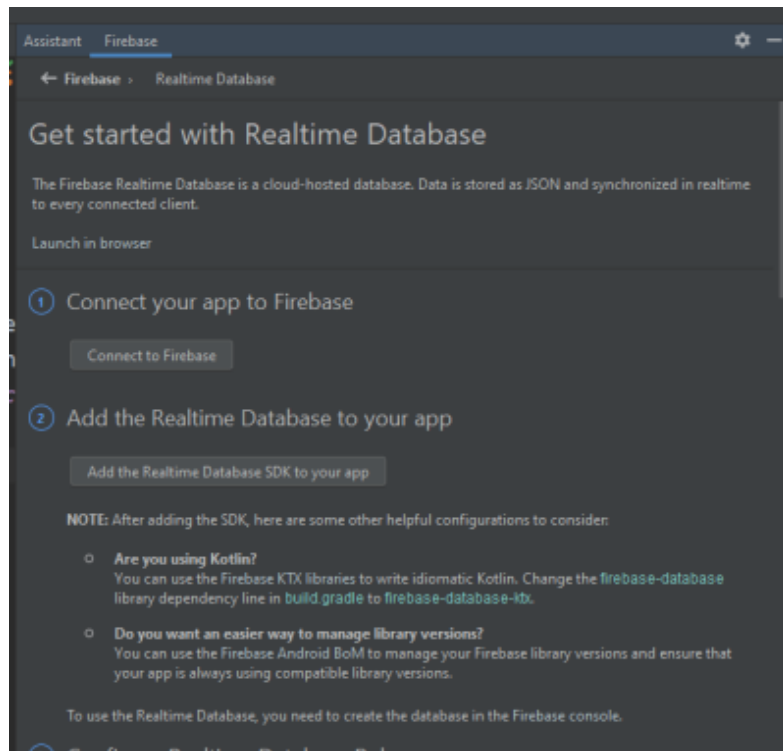 Assistant Firebase
← Firebase › Realtime Database
Get started with Realtime Database
The Firebase Realtime Database is a cloud-hosted database. Data is stored as JSON and synchronized in realtime
to every connected client.
Launch in browser
1 Connect your app to Firebase
Connect to Firebase
2 Add the Realtime Database to your app
Add the Realtime Database SDK to your app
NOTE: After adding the SDK, here are some other helpful configurations to consider:
Are you using Kotlin?
You can use the Firebase KTX libraries to write idiomatic Kotlin. Change the firebase-database
library dependency line in build.gradle to firebase-database-ktx.
Do you want an easier way to manage library versions?
You can use the Firebase Android BoM to manage your Firebase library versions and ensure that
your app is always using compatible library versions.
To use the Realtime Database, you need to create the database in the Firebase console.